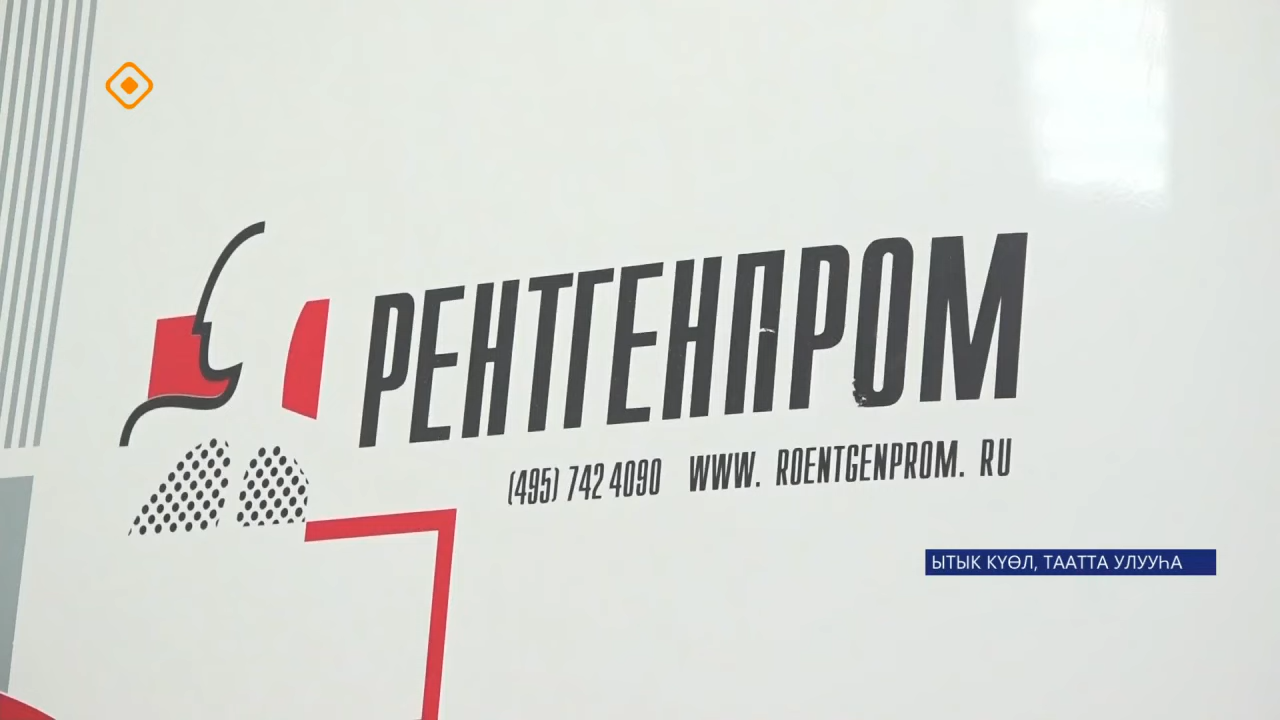 РЕНТГЕНПРОМ
(495) 742 4090 WWW. ROENTGENPROM. RU
ЫТЫК КҮӨЛ, ТААТТА УЛУУҺА